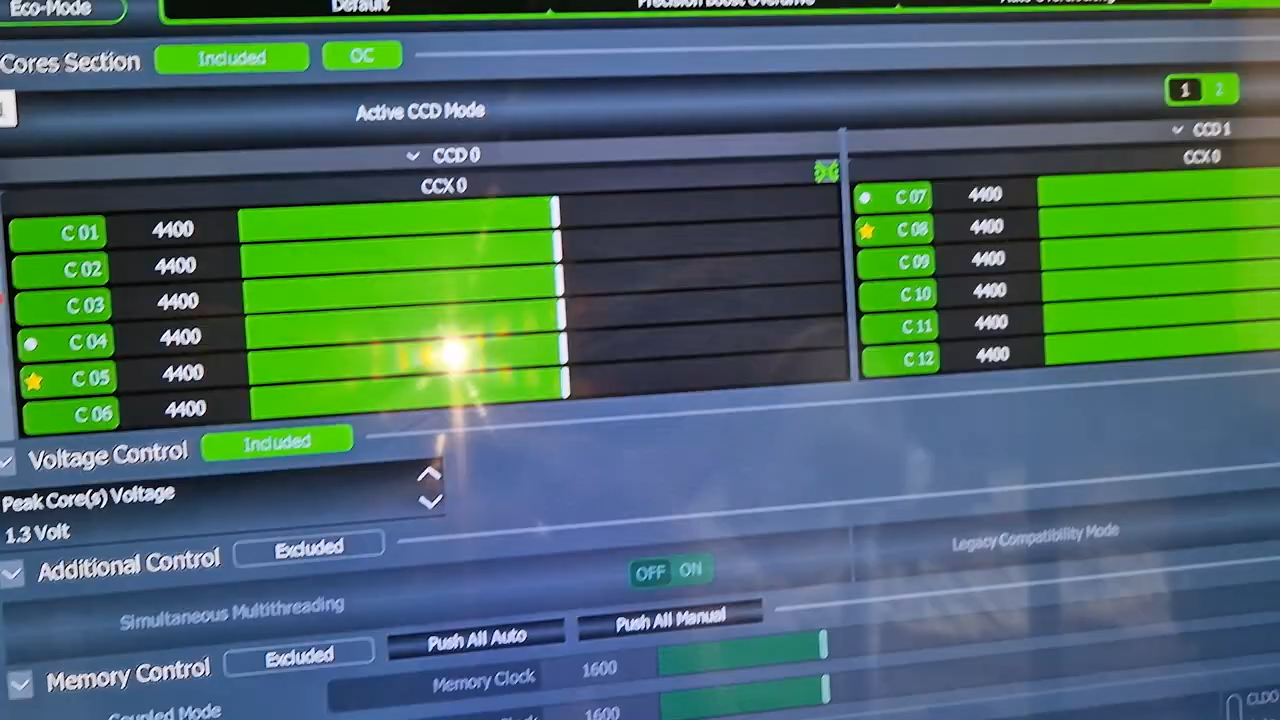 Eco-Mode
Default
Precision Boost Overdrive
Auto Overclocking
Cores Section
Included
OC
Active CCD Mode
1 2
CCD 0
CCX 0
C 01 4400
C 02 4400
C 03 4400
C 04 4400
C 05 4400
C 06 4400
CCD 1
CCX 0
C 07 4400
C 08 4400
C 09 4400
C 10 4400
C 11 4400
C 12 4400
Voltage Control
Included
Peak Core(s) Voltage
1.3 Volt
Additional Control
Excluded
Simultaneous Multithreading
OFF ON
Legacy Compatibility Mode
Memory Control
Excluded
Push All Auto
Push All Manual
Memory Clock 1600
Coupled Mode
Clock 1600
CLDO